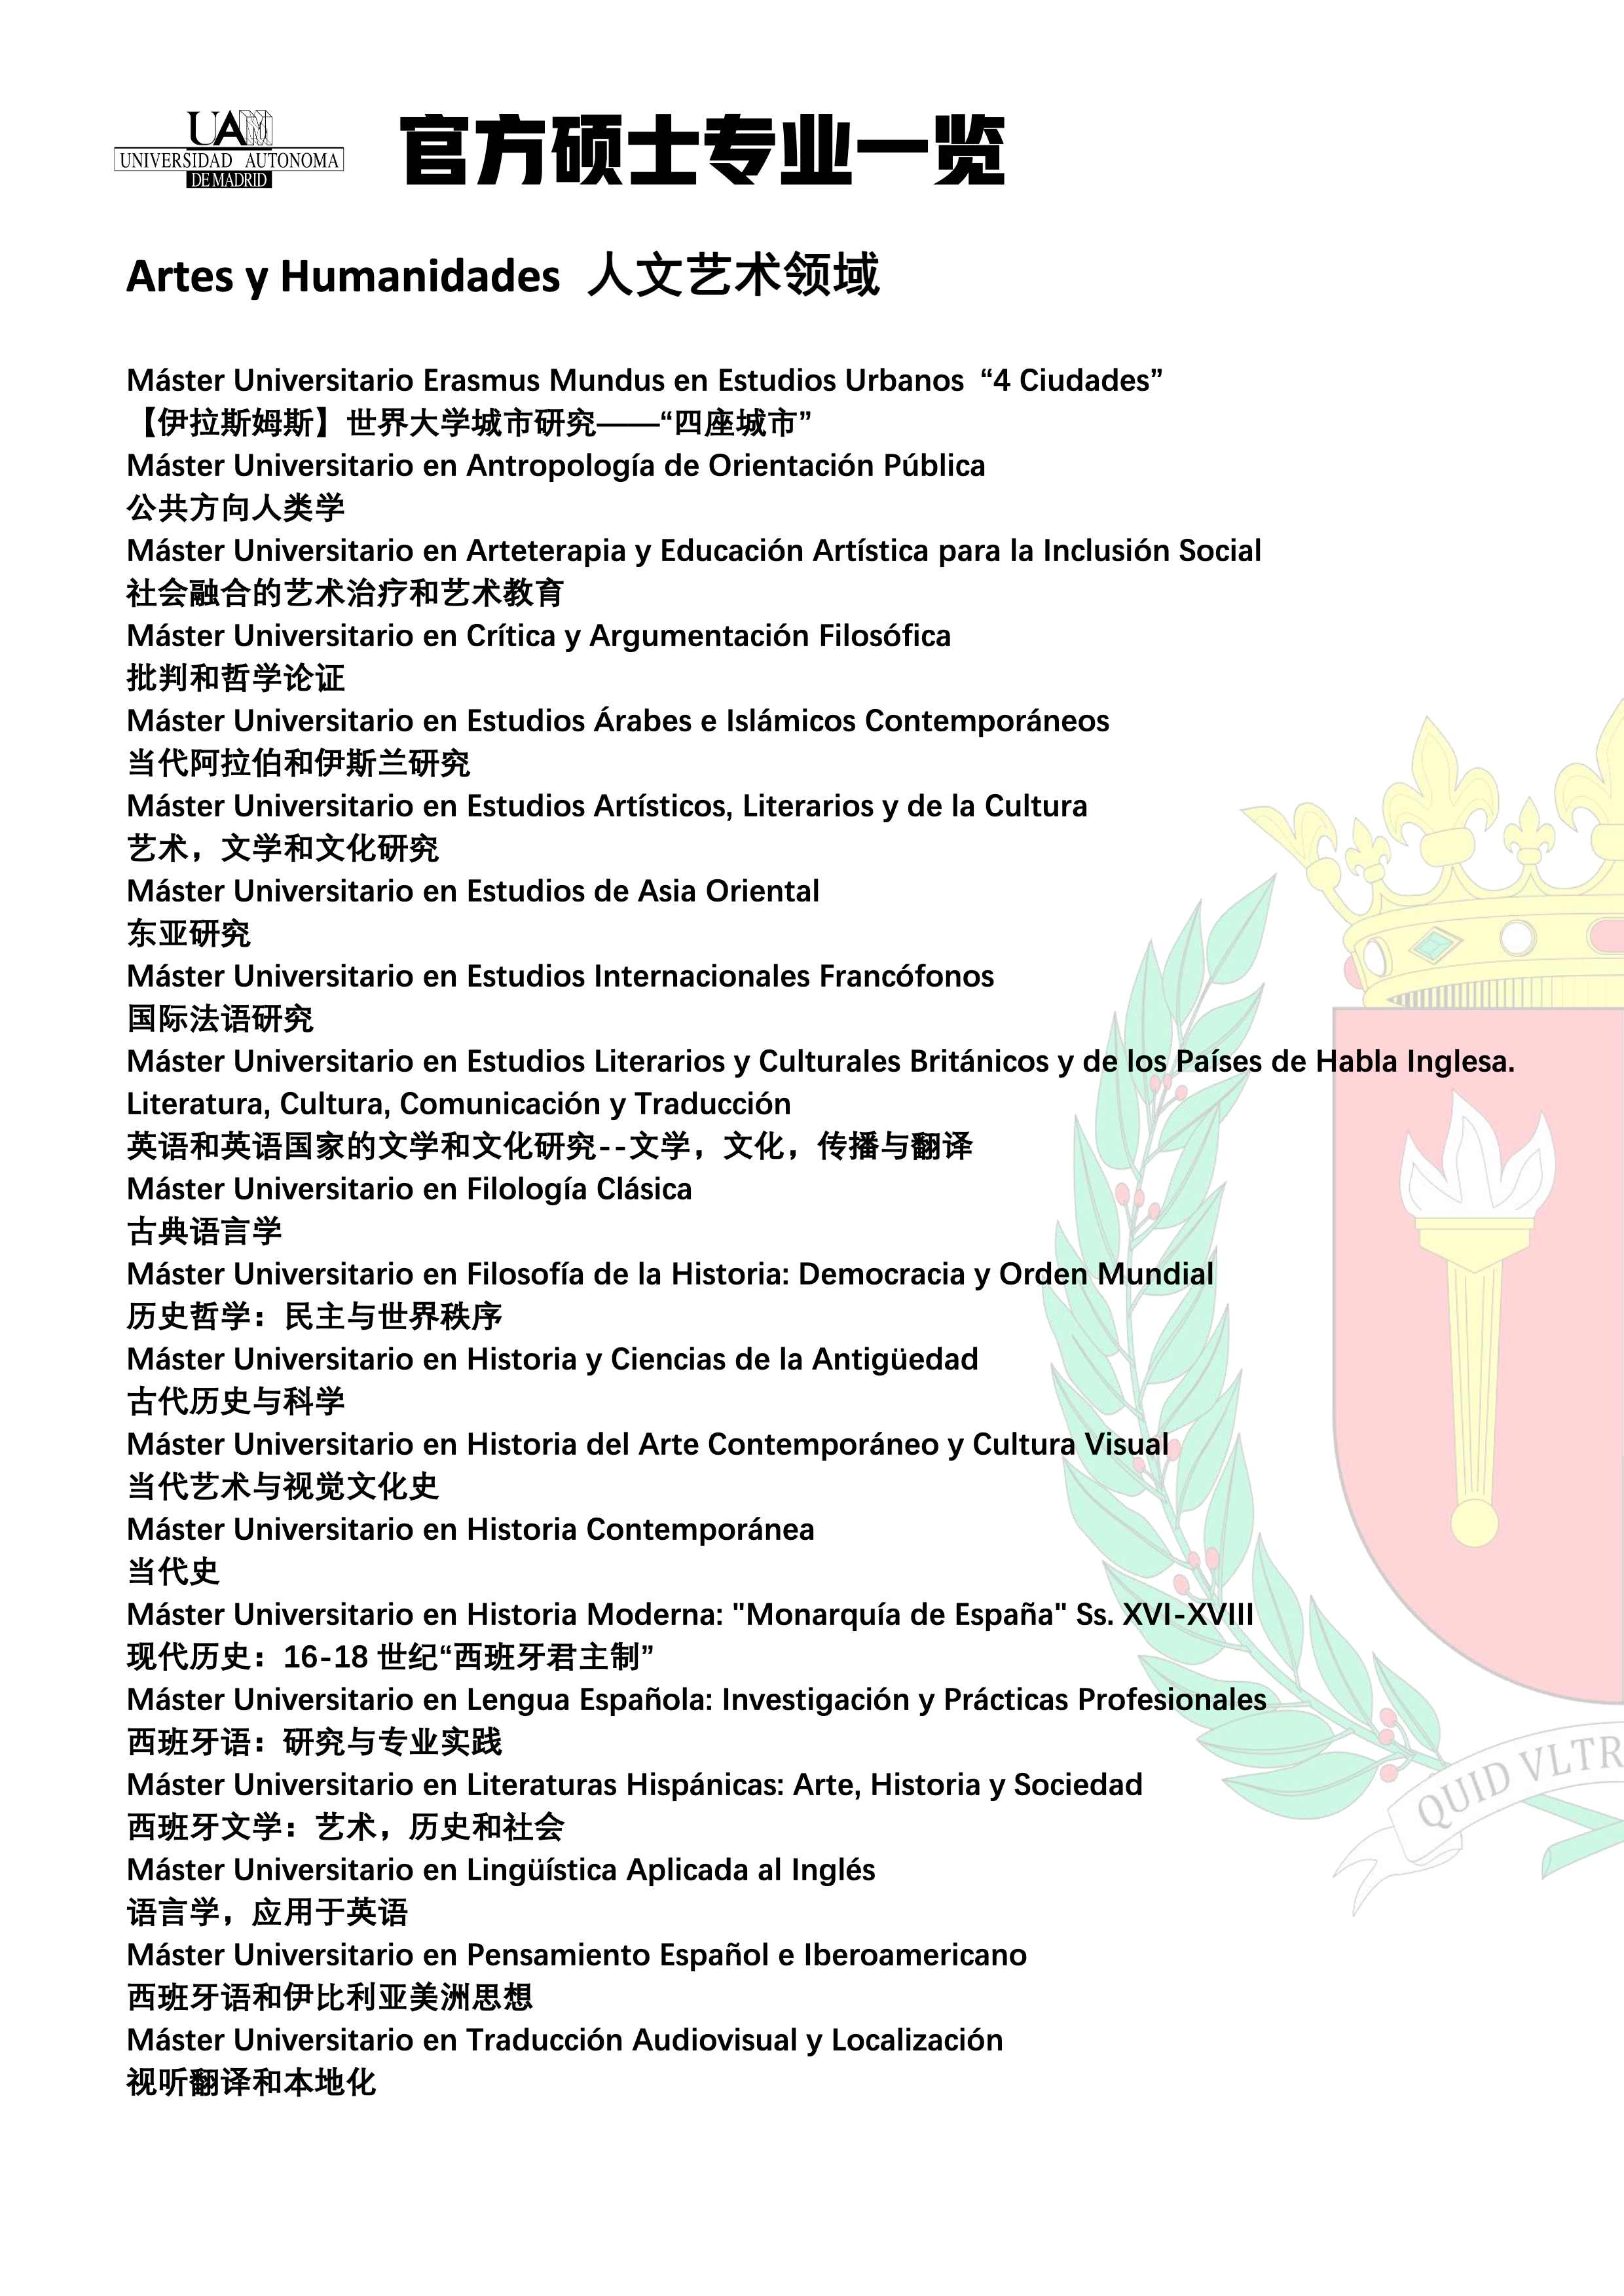 UAM
UNIVERSIDAD AUTONOMA
DE MADRID
官方硕士专业一览
Artes y Humanidades 人文艺术领域
Máster Universitario Erasmus Mundus en Estudios Urbanos “4 Ciudades”
【伊拉斯姆斯】世界大学城市研究——“四座城市”
Máster Universitario en Antropología de Orientación Pública
公共方向人类学
Máster Universitario en Arteterapia y Educación Artística para la Inclusión Social
社会融合的艺术治疗和艺术教育
Máster Universitario en Crítica y Argumentación Filosófica
批判和哲学论证
Máster Universitario en Estudios Árabes e Islámicos Contemporáneos
当代阿拉伯和伊斯兰研究
Máster Universitario en Estudios Artísticos, Literarios y de la Cultura
艺术，文学和文化研究
Máster Universitario en Estudios de Asia Oriental
东亚研究
Máster Universitario en Estudios Internacionales Francófonos
国际法语研究
Máster Universitario en Estudios Literarios y Culturales Británicos y de los Países de Habla Inglesa.
Literatura, Cultura, Comunicación y Traducción
英语和英语国家的文学和文化研究--文学，文化，传播与翻译
Máster Universitario en Filología Clásica
古典语言学
Máster Universitario en Filosofía de la Historia: Democracia y Orden Mundial
历史哲学：民主与世界秩序
Máster Universitario en Historia y Ciencias de la Antigüedad
古代历史与科学
Máster Universitario en Historia del Arte Contemporáneo y Cultura Visual
当代艺术与视觉文化史
Máster Universitario en Historia Contemporánea
当代史
Máster Universitario en Historia Moderna: "Monarquía de España" Ss. XVI-XVIII
现代历史：16-18 世纪“西班牙君主制”
Máster Universitario en Lengua Española: Investigación y Prácticas Profesionales
西班牙语：研究与专业实践
Máster Universitario en Literaturas Hispánicas: Arte, Historia y Sociedad
西班牙文学：艺术，历史和社会
Máster Universitario en Lingüística Aplicada al Inglés
语言学，应用于英语
Máster Universitario en Pensamiento Español e Iberoamericano
西班牙语和伊比利亚美洲思想
Máster Universitario en Traducción Audiovisual y Localización
视听翻译和本地化
QUID VLTR